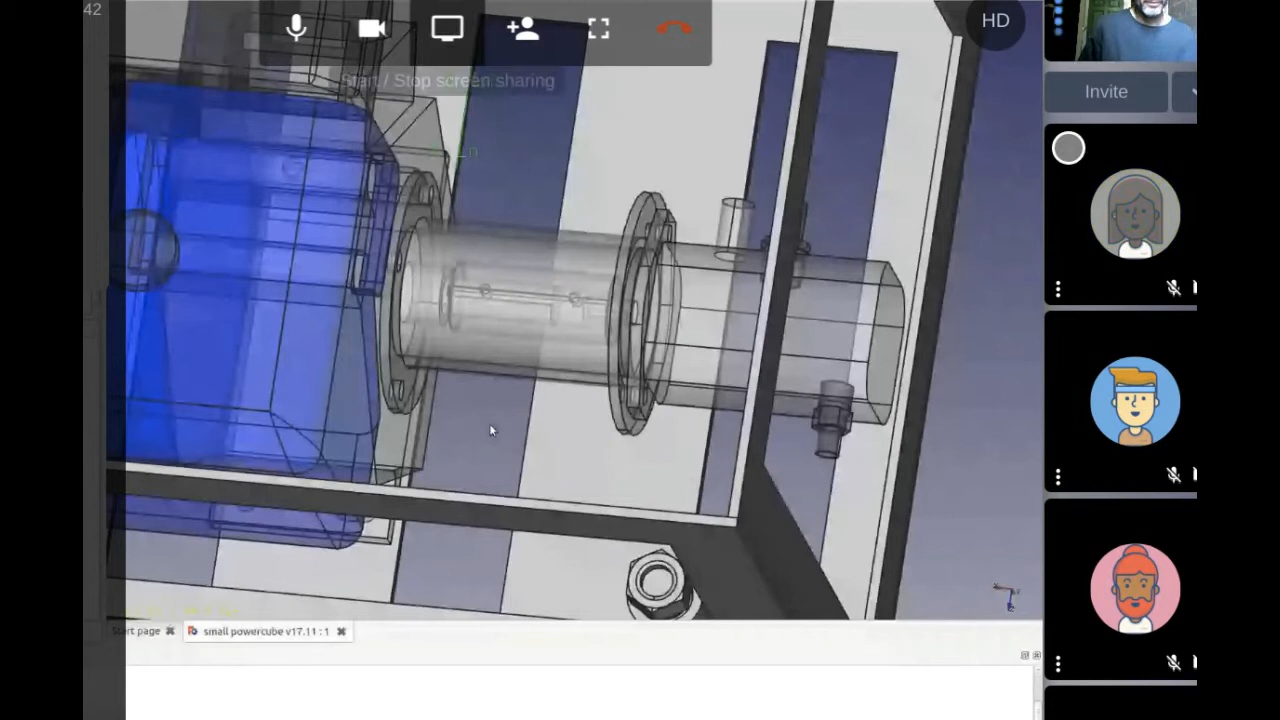 42
HD
Start / Stop screen sharing
Invite
Start page
small powercube v17.11 : 1